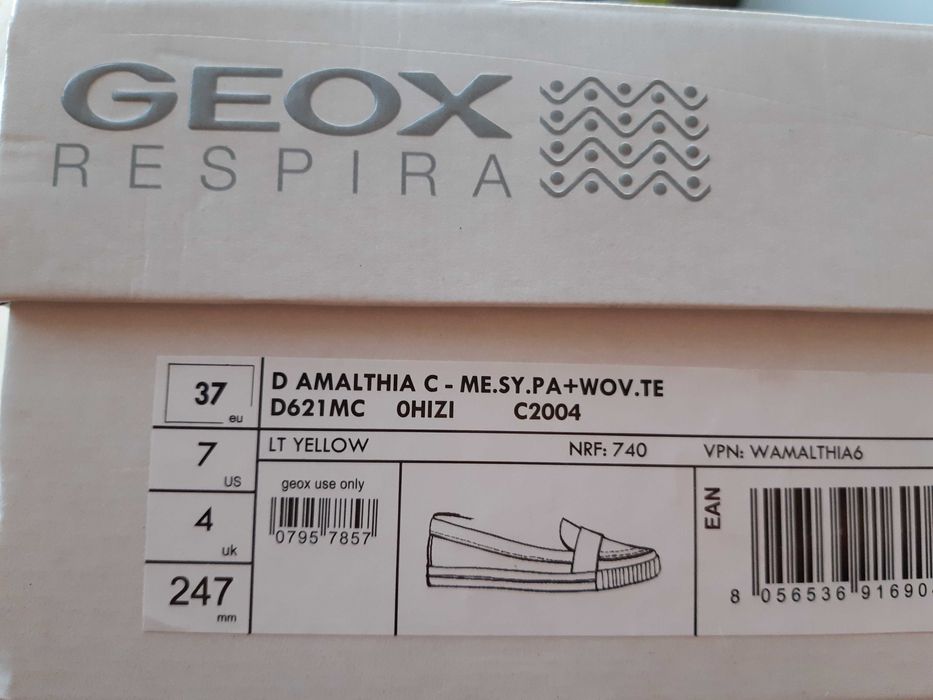 GEOX
RESPIRA
37 eu
D AMALTHIA C - ME.SY.PA+WOV.TE
D621MC 0HIZI C2004
7 US
LT YELLOW NRF: 740 VPN: WAMALTHIA6
4 uk
247 mm
geox use only
0795 7857
EAN
8 056536 91690